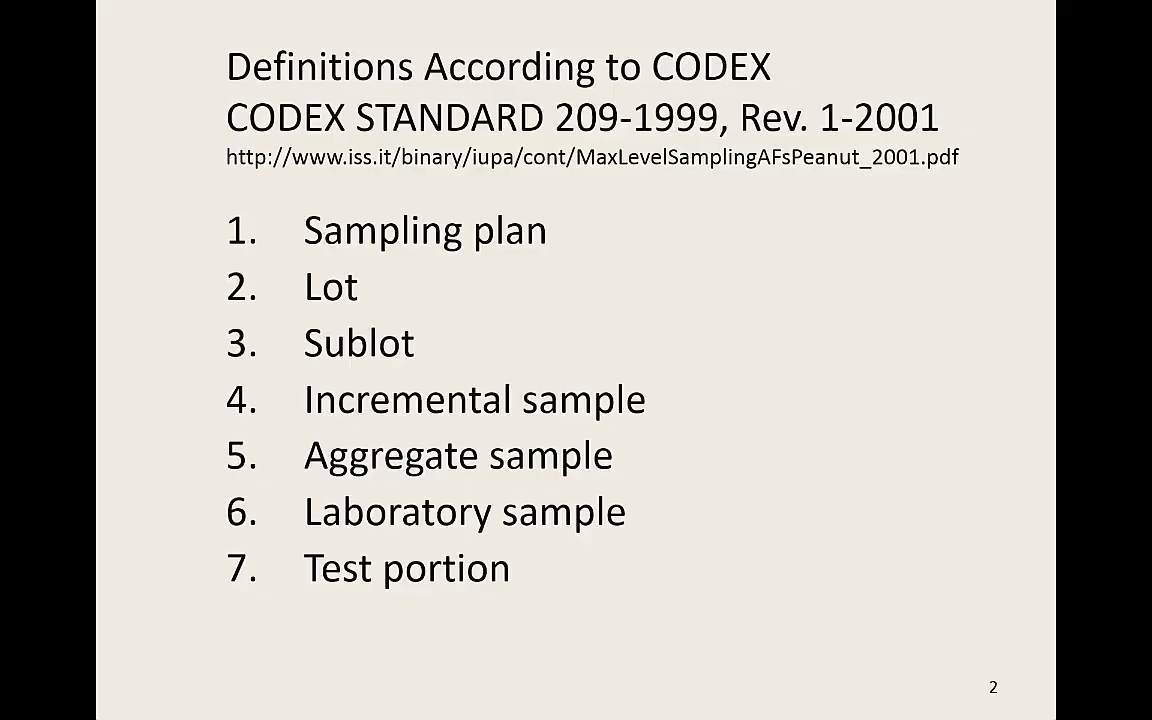 Definitions According to CODEX
CODEX STANDARD 209-1999, Rev. 1-2001
http://www.iss.it/binary/iupa/cont/MaxLevelSamplingAFsPeanut_2001.pdf
1. Sampling plan
2. Lot
3. Sublot
4. Incremental sample
5. Aggregate sample
6. Laboratory sample
7. Test portion
2